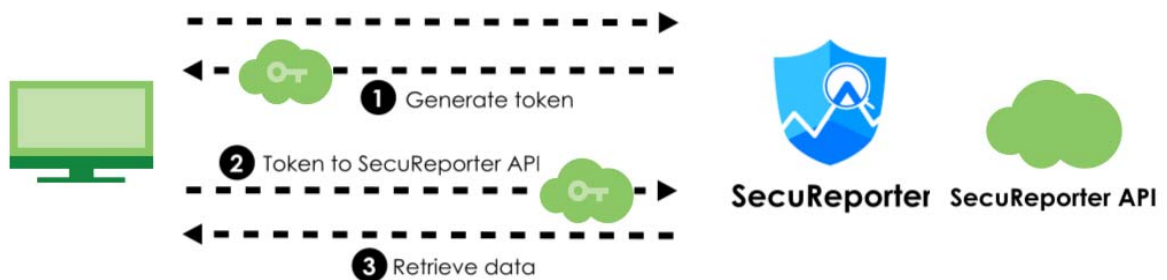 1 Generate token
2 Token to SecuReporter API
3 Retrieve data
SecuReporter
SecuReporter API